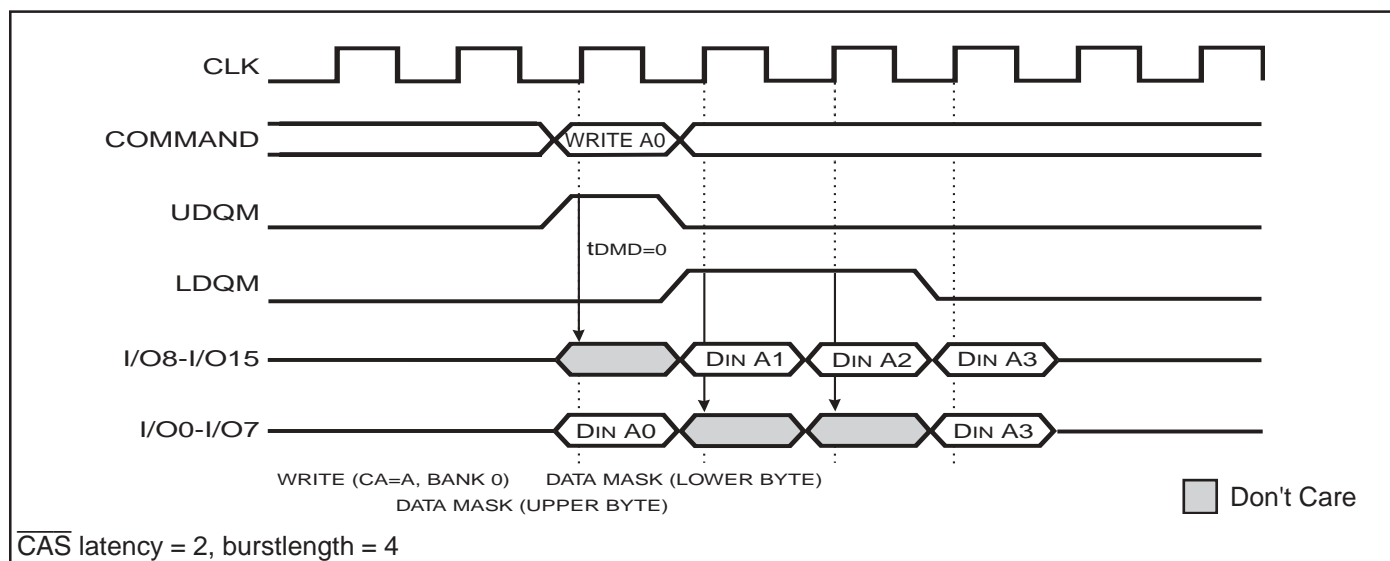 CLK
COMMAND
WRITE A0
UDQM
tDMD=0
LDQM
I/O8-I/O15
DIN A1
DIN A2
DIN A3
I/O0-I/O7
DIN A0
DIN A3
WRITE (CA=A, BANK 0)
DATA MASK (LOWER BYTE)
DATA MASK (UPPER BYTE)
Don't Care
CAS latency = 2, burstlength = 4